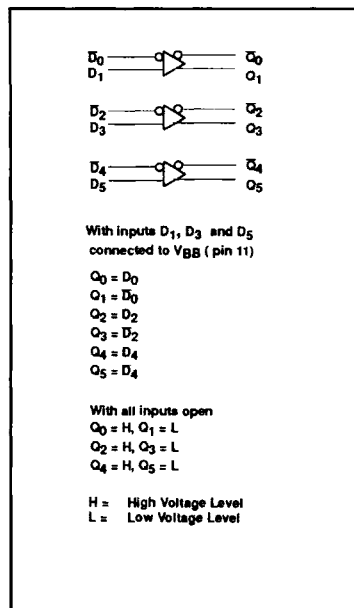 D̅0 Q̅0
D1 Q1
D̅2 Q̅2
D3 Q3
D̅4 Q̅4
D5 Q5
With inputs D1, D3 and D5
connected to VBB ( pin 11)
Q0 = D0
Q1 = D̅0
Q2 = D2
Q3 = D̅2
Q4 = D4
Q5 = D̅4
With all inputs open
Q0 = H, Q1 = L
Q2 = H, Q3 = L
Q4 = H, Q5 = L
H = High Voltage Level
L = Low Voltage Level